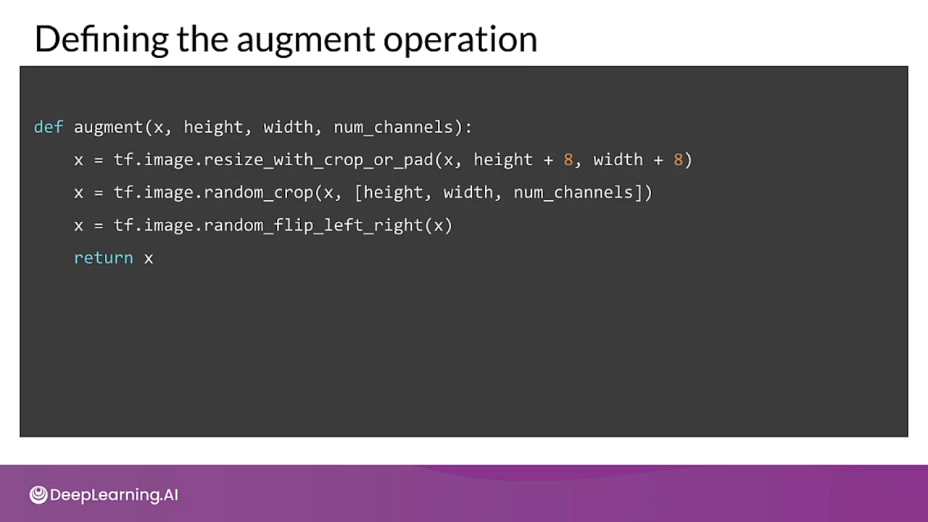 Defining the augment operation
def augment(x, height, width, num_channels):
    x = tf.image.resize_with_crop_or_pad(x, height + 8, width + 8)
    x = tf.image.random_crop(x, [height, width, num_channels])
    x = tf.image.random_flip_left_right(x)
    return x
DeepLearning.AI